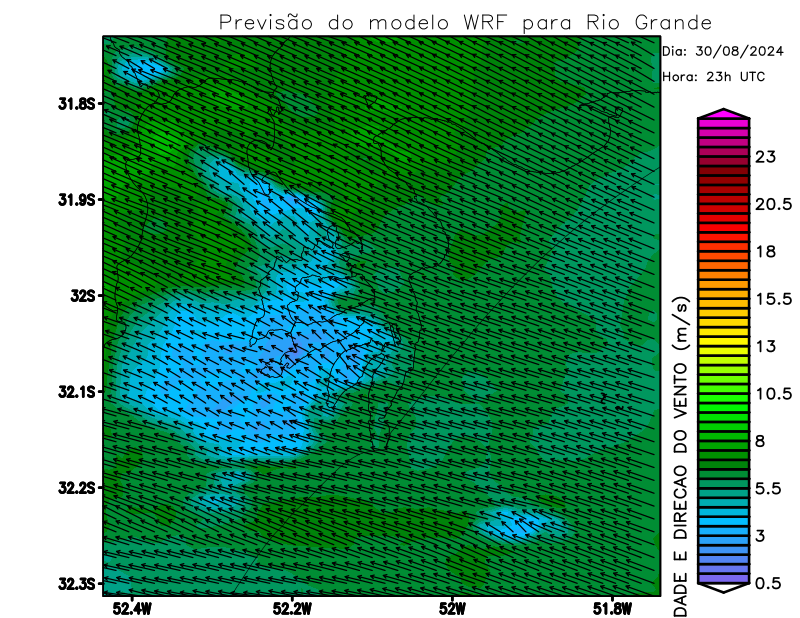 Previsão do modelo WRF para Rio Grande
Dia: 30/08/2024
Hora: 23h UTC
31.8S
31.9S
32S
32.1S
32.2S
32.3S
52.4W
52.2W
52W
51.8W
DADE E DIRECAO DO VENTO (m/s)
23
20.5
18
15.5
13
10.5
8
5.5
3
0.5